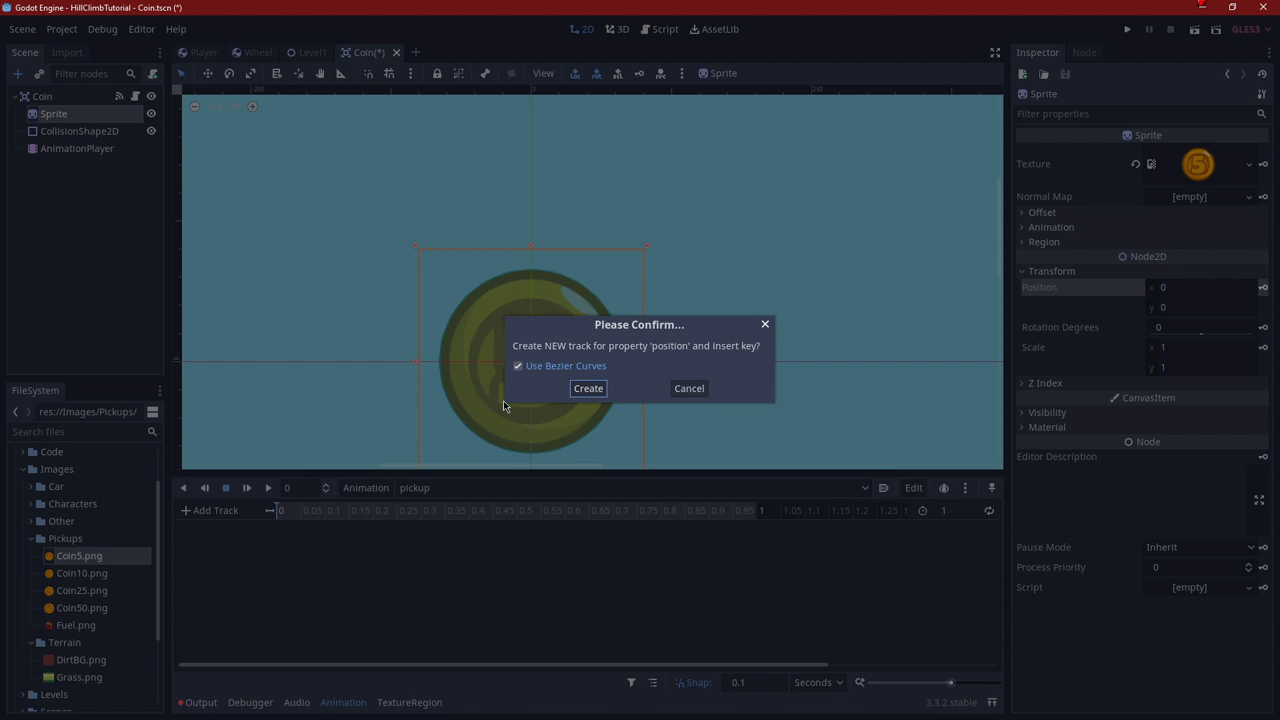 Godot Engine - HillClimbTutorial - Coin.tscn (*)
Scene Project Debug Editor Help
2D 3D Script AssetLib
GLES3
Scene Import
Player Wheel Level1 Coin(*)
Inspector Node
Filter nodes
View
Sprite
Coin
Sprite
CollisionShape2D
AnimationPlayer
-250 0 250
Sprite
Filter properties
Sprite
Texture
Normal Map [empty]
Offset
Animation
Region
Node2D
Transform
Position x 0
y 0
Rotation Degrees 0
Scale x 1
y 1
Z Index
CanvasItem
Visibility
Material
Node
Editor Description
Pause Mode Inherit
Process Priority 0
Script [empty]
Please Confirm...
Create NEW track for property 'position' and insert key?
Use Bezier Curves
Create Cancel
FileSystem
res://Images/Pickups/
Search files
Code
Images
Car
Characters
Other
Pickups
Coin5.png
Coin10.png
Coin25.png
Coin50.png
Fuel.png
Terrain
DirtBG.png
Grass.png
Levels
0 Animation pickup Edit
Add Track 0 0.05 0.1 0.15 0.2 0.25 0.3 0.35 0.4 0.45 0.5 0.55 0.6 0.65 0.7 0.75 0.8 0.85 0.9 0.95 1 1.05 1.1 1.15 1.2 1.25 1
Snap: 0.1 Seconds
Output Debugger Audio Animation TextureRegion
3.3.2.stable